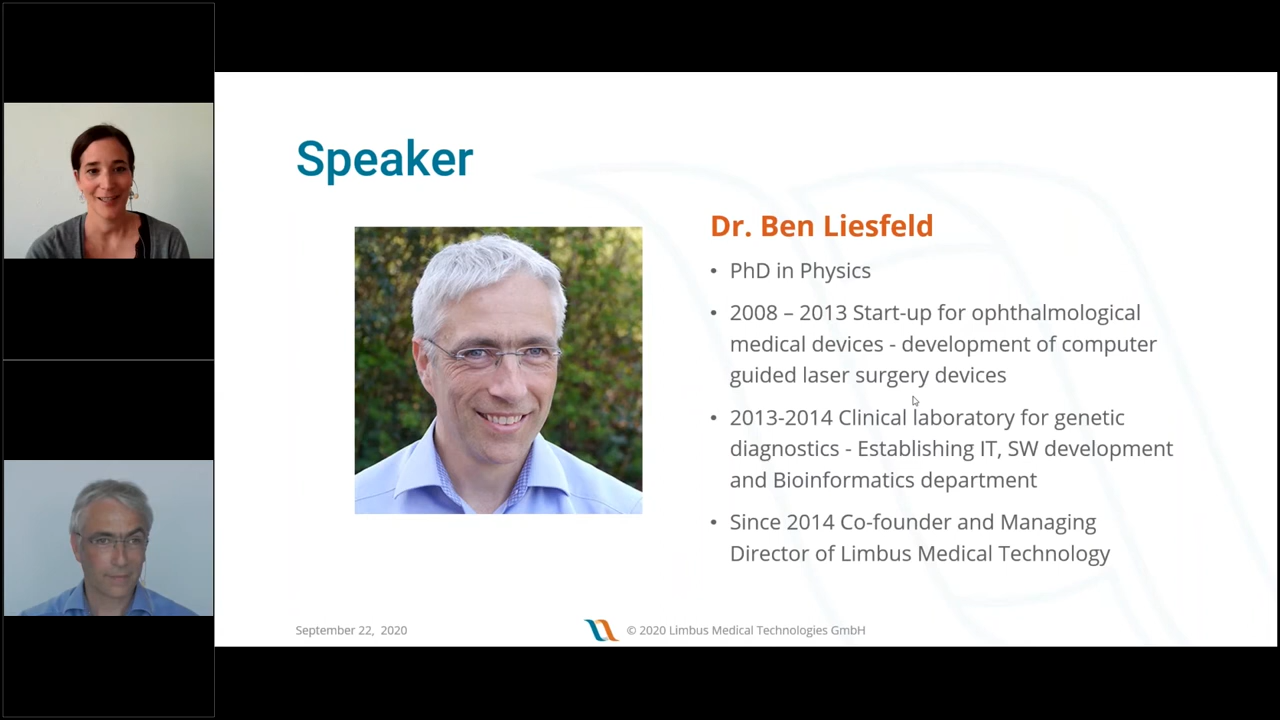 Speaker
Dr. Ben Liesfeld
• PhD in Physics
• 2008 – 2013 Start-up for ophthalmological
medical devices - development of computer
guided laser surgery devices
• 2013-2014 Clinical laboratory for genetic
diagnostics - Establishing IT, SW development
and Bioinformatics department
• Since 2014 Co-founder and Managing
Director of Limbus Medical Technology
September 22, 2020
© 2020 Limbus Medical Technologies GmbH